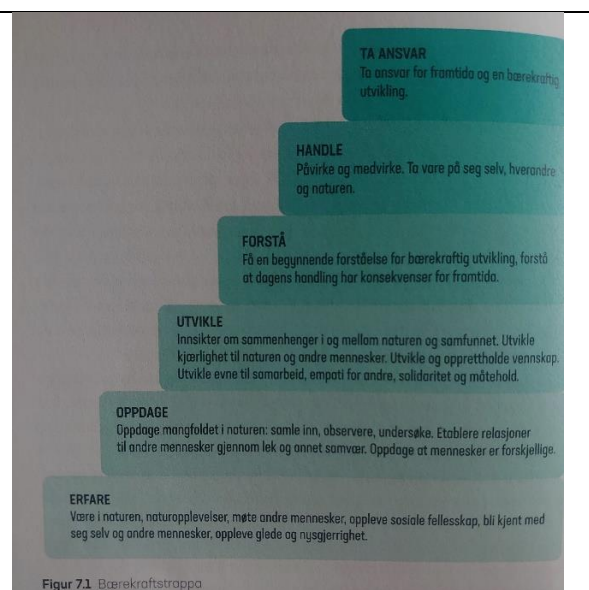 TA ANSVAR
Ta ansvar for framtida og en bærekraftig
utvikling.
HANDLE
Påvirke og medvirke. Ta vare på seg selv, hverandre
og naturen.
FORSTÅ
Få en begynnende forståelse for bærekraftig utvikling, forstå
at dagens handling har konsekvenser for framtida.
UTVIKLE
Innsikter om sammenhenger i og mellom naturen og samfunnet. Utvikle
kjærlighet til naturen og andre mennesker. Utvikle og opprettholde vennskap.
Utvikle evne til samarbeid, empati for andre, solidaritet og måtehold.
OPPDAGE
Oppdage mangfoldet i naturen: samle inn, observere, undersøke. Etablere relasjoner
til andre mennesker gjennom lek og annet samvær. Oppdage at mennesker er forskjellige.
ERFARE
Være i naturen, naturopplevelser, møte andre mennesker, oppleve sosiale fellesskap, bli kjent med
seg selv og andre mennesker, oppleve glede og nysgjerrighet.
Figur 7.1 Bærekraftstrappa